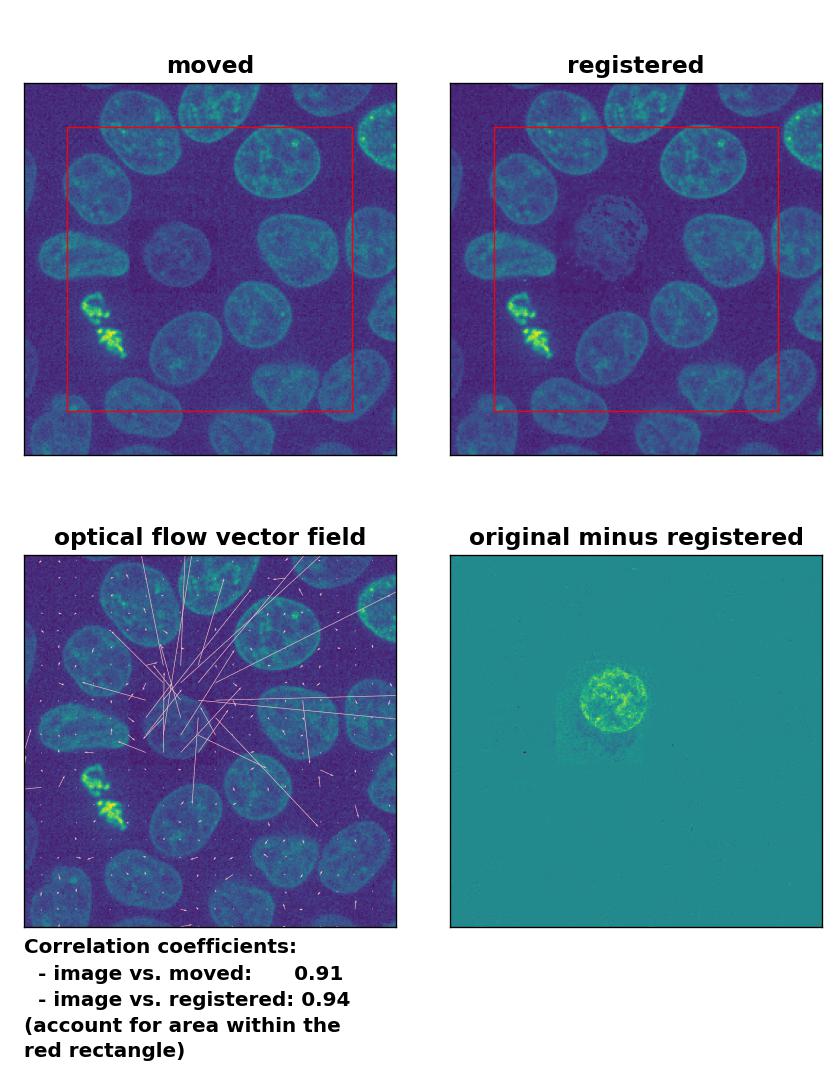 moved
registered
optical flow vector field
original minus registered
Correlation coefficients:
- image vs. moved: 0.91
- image vs. registered: 0.94
(account for area within the
red rectangle)